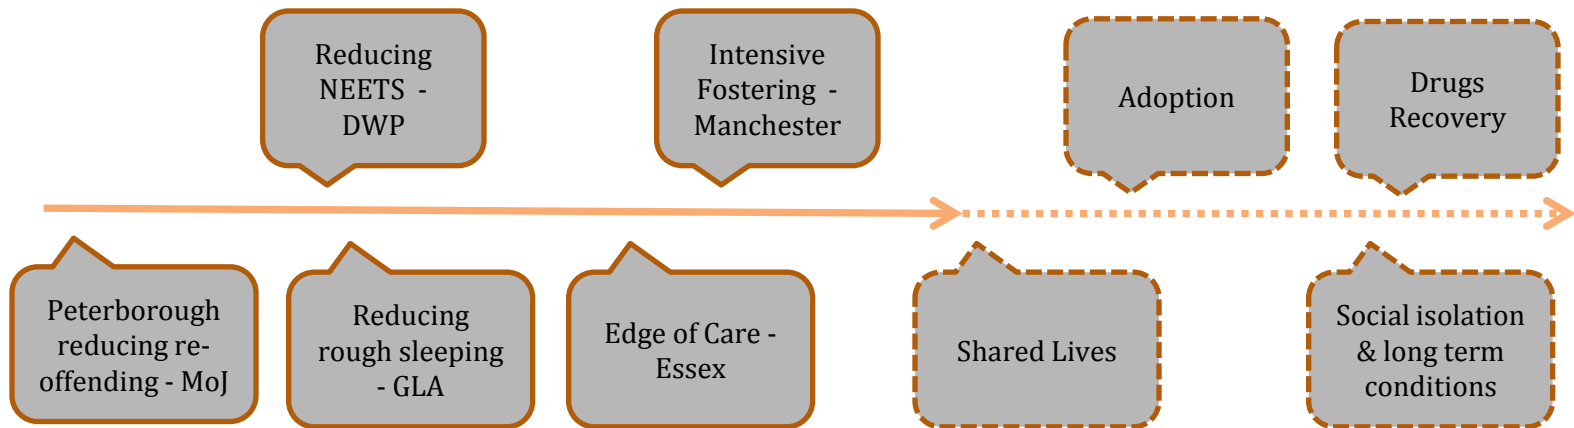 Reducing
NEETS -
DWP
Intensive
Fostering -
Manchester
Adoption
Drugs
Recovery
Peterborough
reducing re-
offending - MoJ
Reducing
rough sleeping
- GLA
Edge of Care -
Essex
Shared Lives
Social isolation
& long term
conditions